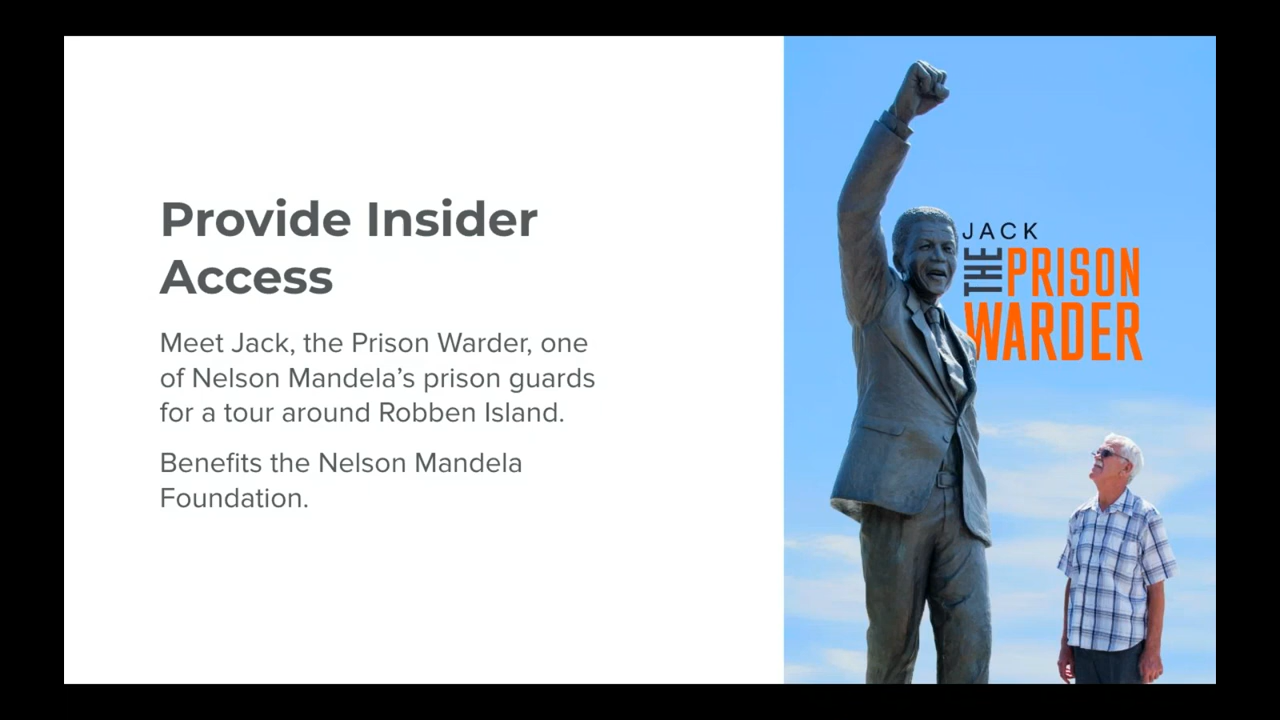 Provide Insider
Access
Meet Jack, the Prison Warder, one
of Nelson Mandela’s prison guards
for a tour around Robben Island.
Benefits the Nelson Mandela
Foundation.
JACK
THE PRISON
WARDER